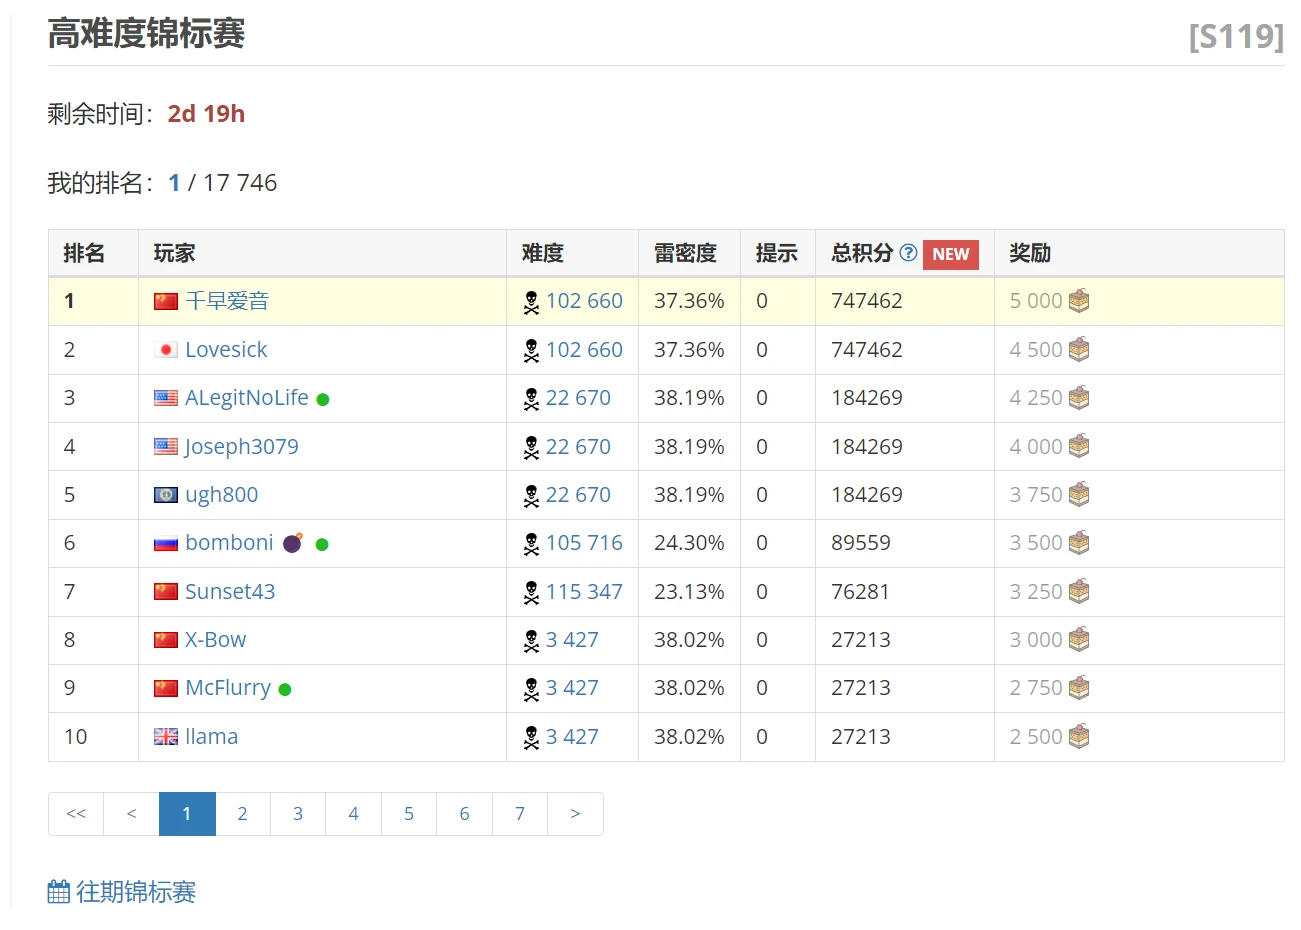 高难度锦标赛 [S119]
剩余时间： 2d 19h
我的排名： 1 / 17 746
排名 玩家 难度 雷密度 提示 总积分 ? NEW 奖励
1 千早爱音 102 660 37.36% 0 747462 5 000
2 Lovesick 102 660 37.36% 0 747462 4 500
3 ALegitNoLife 22 670 38.19% 0 184269 4 250
4 Joseph3079 22 670 38.19% 0 184269 4 000
5 ugh800 22 670 38.19% 0 184269 3 750
6 bomboni 105 716 24.30% 0 89559 3 500
7 Sunset43 115 347 23.13% 0 76281 3 250
8 X-Bow 3 427 38.02% 0 27213 3 000
9 McFlurry 3 427 38.02% 0 27213 2 750
10 llama 3 427 38.02% 0 27213 2 500
<< < 1 2 3 4 5 6 7 >
往期锦标赛